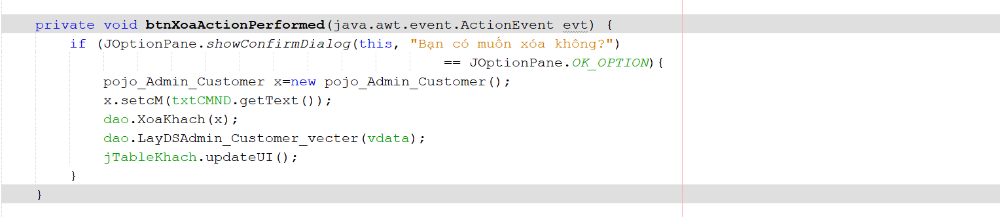 private void btnXoaActionPerformed(java.awt.event.ActionEvent evt) {
if (JOptionPane.showConfirmDialog(this, "Bạn có muốn xóa không?")
== JOptionPane.OK_OPTION){
pojo_Admin_Customer x=new pojo_Admin_Customer();
x.setcM(txtCMND.getText());
dao.XoaKhach(x);
dao.LayDSAdmin_Customer_vecter(vdata);
jTableKhach.updateUI();
}
}